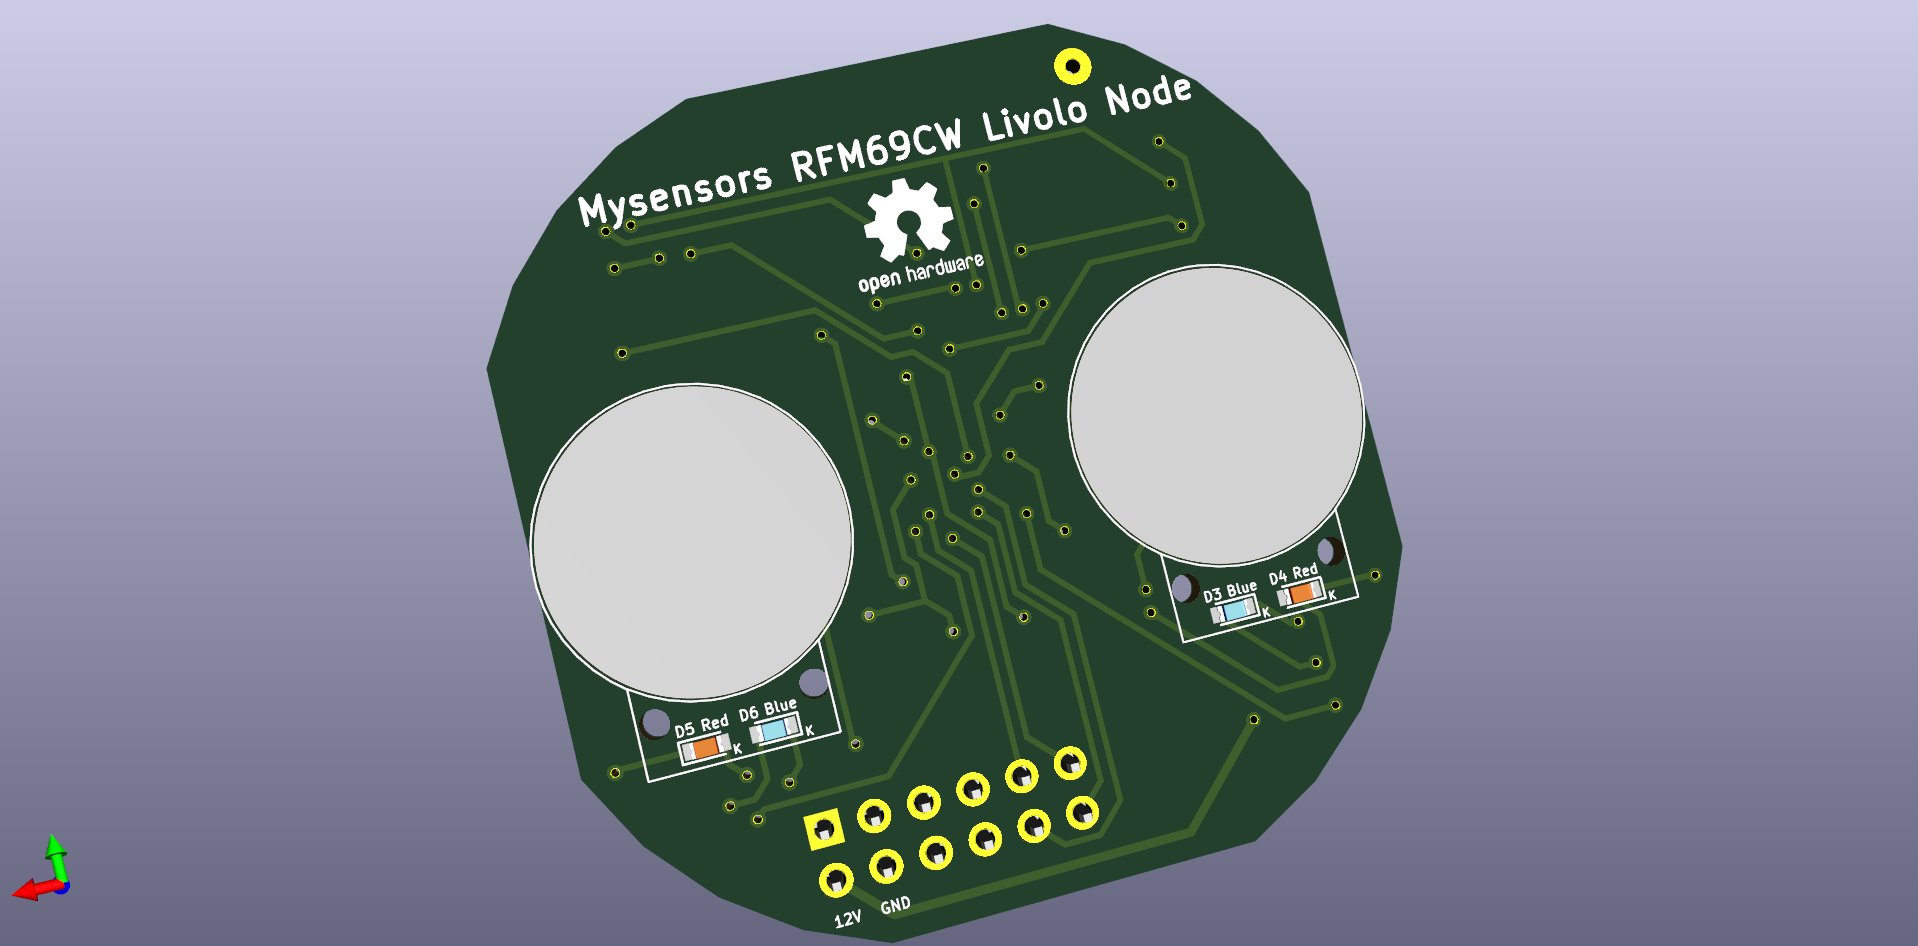 Mysensors RFM69CW Livolo Node
open hardware
D3 Blue
D4 Red
K
K
D5 Red
D6 Blue
K
K
12V
GND